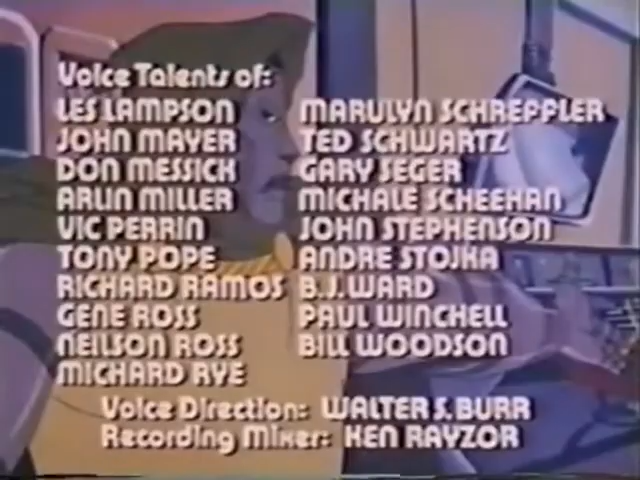 Voice Talents of:
LES LAMPSON
JOHN MAYER
DON MESSICK
ARLIN MILLER
VIC PERRIN
TONY POPE
RICHARD RAMOS
GENE ROSS
NEILSON ROSS
MICHARD RYE
MARULYN SCHREFFLER
TED SCHWARTZ
GARY SEGER
MICHALE SCHEEHAN
JOHN STEPHENSON
ANDRE STOJKA
B.J. WARD
PAUL WINCHELL
BILL WOODSON
Voice Direction: WALTER S. BURR
Recording Mixer: KEN RAYZOR